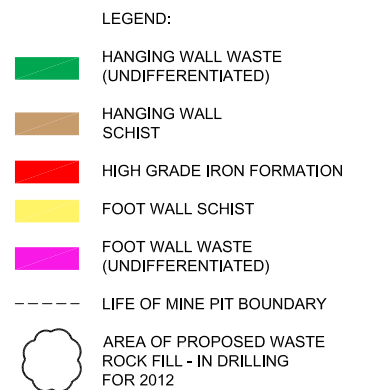 LEGEND:
HANGING WALL WASTE
(UNDIFFERENTIATED)
HANGING WALL
SCHIST
HIGH GRADE IRON FORMATION
FOOT WALL SCHIST
FOOT WALL WASTE
(UNDIFFERENTIATED)
LIFE OF MINE PIT BOUNDARY
AREA OF PROPOSED WASTE
ROCK FILL - IN DRILLING
FOR 2012